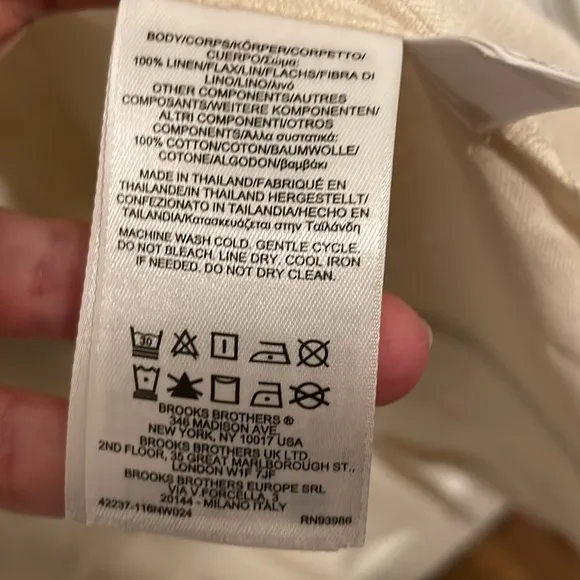 BODY/CORPS/KÖRPER/CORPETTO/
CUERPO/Σώμα:
100% LINEN/FLAX/LIN/FLACHS/FIBRA DI
LINO/LINO/λινό
OTHER COMPONENTS/AUTRES
COMPOSANTS/WEITERE KOMPONENTEN/
ALTRI COMPONENTI/OTROS
COMPONENTS/Άλλα συστατικά:
100% COTTON/COTON/BAUMWOLLE/
COTONE/ALGODON/βαμβάκι
MADE IN THAILAND/FABRIQUÉ EN
THAILANDE/IN THAILAND HERGESTELLT/
CONFEZIONATO IN TAILANDIA/HECHO EN
TAILANDIA/Κατασκευάζεται στην Ταϊλάνδη
MACHINE WASH COLD. GENTLE CYCLE.
DO NOT BLEACH. LINE DRY. COOL IRON
IF NEEDED. DO NOT DRY CLEAN.
30
BROOKS BROTHERS ®
346 MADISON AVE.
NEW YORK, NY 10017 USA
BROOKS BROTHERS UK LTD.
2ND FLOOR, 35 GREAT MARLBOROUGH ST.,
LONDON W1F 7JF
BROOKS BROTHERS EUROPE SRL
VIA V.FORCELLA, 3
20144 - MILANO ITALY
42237-116NW024 RN93986